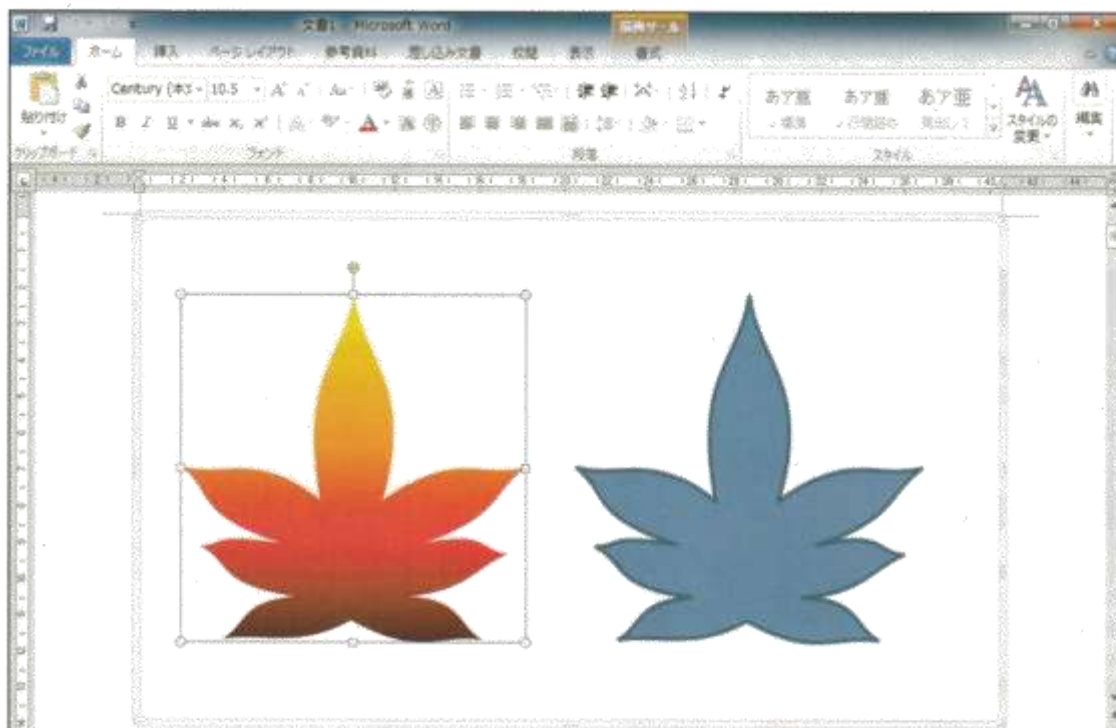 文書1 - Microsoft Word
描画ツール
ファイル ホーム 挿入 ページ レイアウト 参考資料 差し込み文書 校閲 表示 書式
Century (本文 10.5
あア亜 あア亜 あア亜
貼り付け
B I U abc x₂ x² A
標準 行間詰め 見出し 1
スタイルの
変更
編集
クリップボード フォント 段落 スタイル